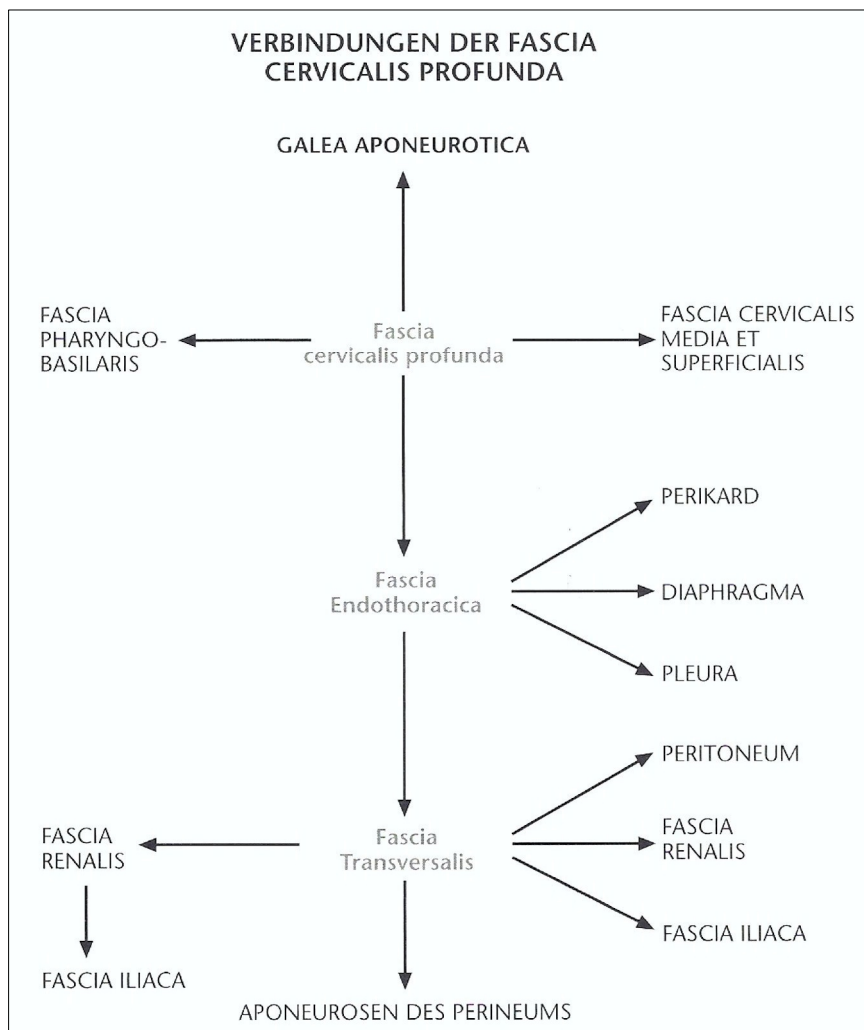 VERBINDUNGEN DER FASCIA
CERVICALIS PROFUNDA
GALEA APONEUROTICA
FASCIA
PHARYNGO-
BASILARIS
Fascia
cervicalis profunda
FASCIA CERVICALIS
MEDIA ET
SUPERFICIALIS
Fascia
Endothoracica
PERIKARD
DIAPHRAGMA
PLEURA
FASCIA
RENALIS
Fascia
Transversalis
PERITONEUM
FASCIA
RENALIS
FASCIA ILIACA
FASCIA ILIACA
APONEUROSEN DES PERINEUMS